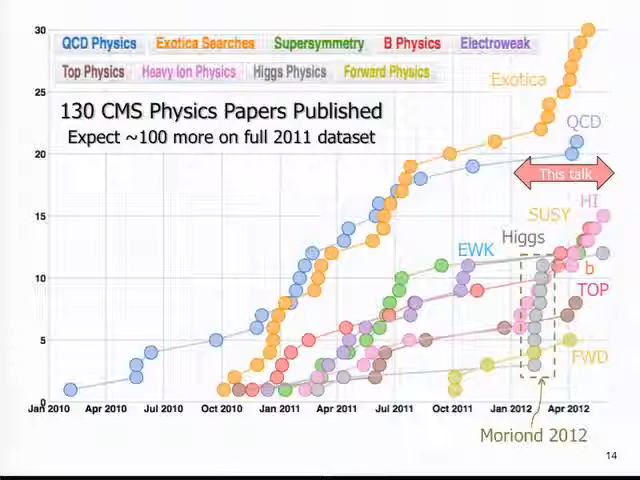 30
QCD Physics Exotica Searches Supersymmetry B Physics Electroweak
Top Physics Heavy Ion Physics Higgs Physics Forward Physics
Exotica
25
130 CMS Physics Papers Published
QCD
Expect ~100 more on full 2011 dataset
20
This talk
HI
15
SUSY
Higgs
EWK
10
b
TOP
5
FWD
0
Jan 2010 Apr 2010 Jul 2010 Oct 2010 Jan 2011 Apr 2011 Jul 2011 Oct 2011 Jan 2012 Apr 2012
Moriond 2012
14